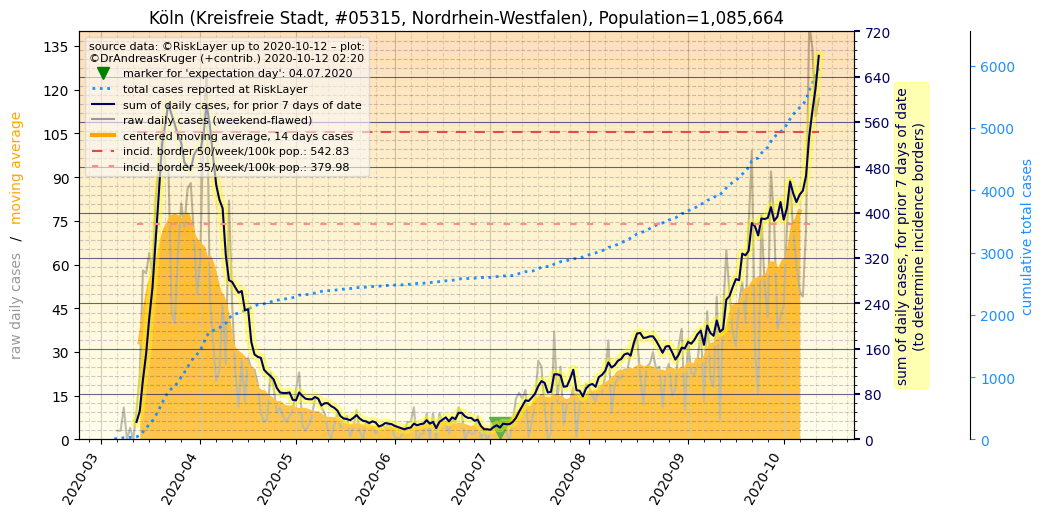 Köln (Kreisfreie Stadt, #05315, Nordrhein-Westfalen), Population=1,085,664
source data: ©RiskLayer up to 2020-10-12 – plot:
©DrAndreasKruger (+contrib.) 2020-10-12 02:20
marker for 'expectation day': 04.07.2020
total cases reported at RiskLayer
sum of daily cases, for prior 7 days of date
raw daily cases (weekend-flawed)
centered moving average, 14 days cases
incid. border 50/week/100k pop.: 542.83
incid. border 35/week/100k pop.: 379.98
raw daily cases / moving average
135
120
105
90
75
60
45
30
15
0
2020-03
2020-04
2020-05
2020-06
2020-07
2020-08
2020-09
2020-10
720
640
560
480
400
320
240
160
80
0
sum of daily cases, for prior 7 days of date
(to determine incidence borders)
6000
5000
4000
3000
2000
1000
0
cumulative total cases